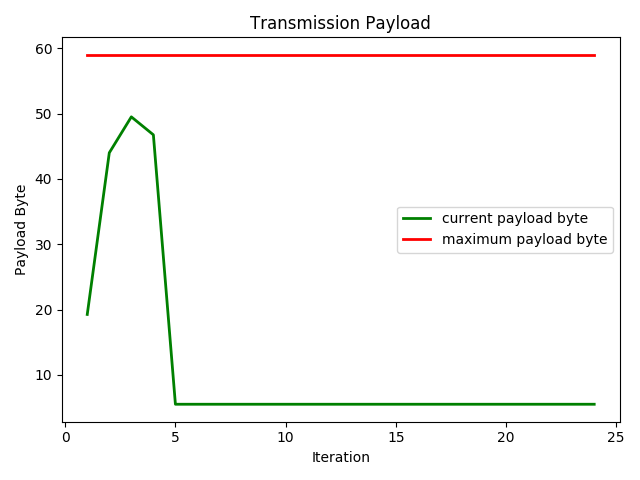 Transmission Payload
60
50
40
30
20
10
Payload Byte
current payload byte
maximum payload byte
0 5 10 15 20 25
Iteration